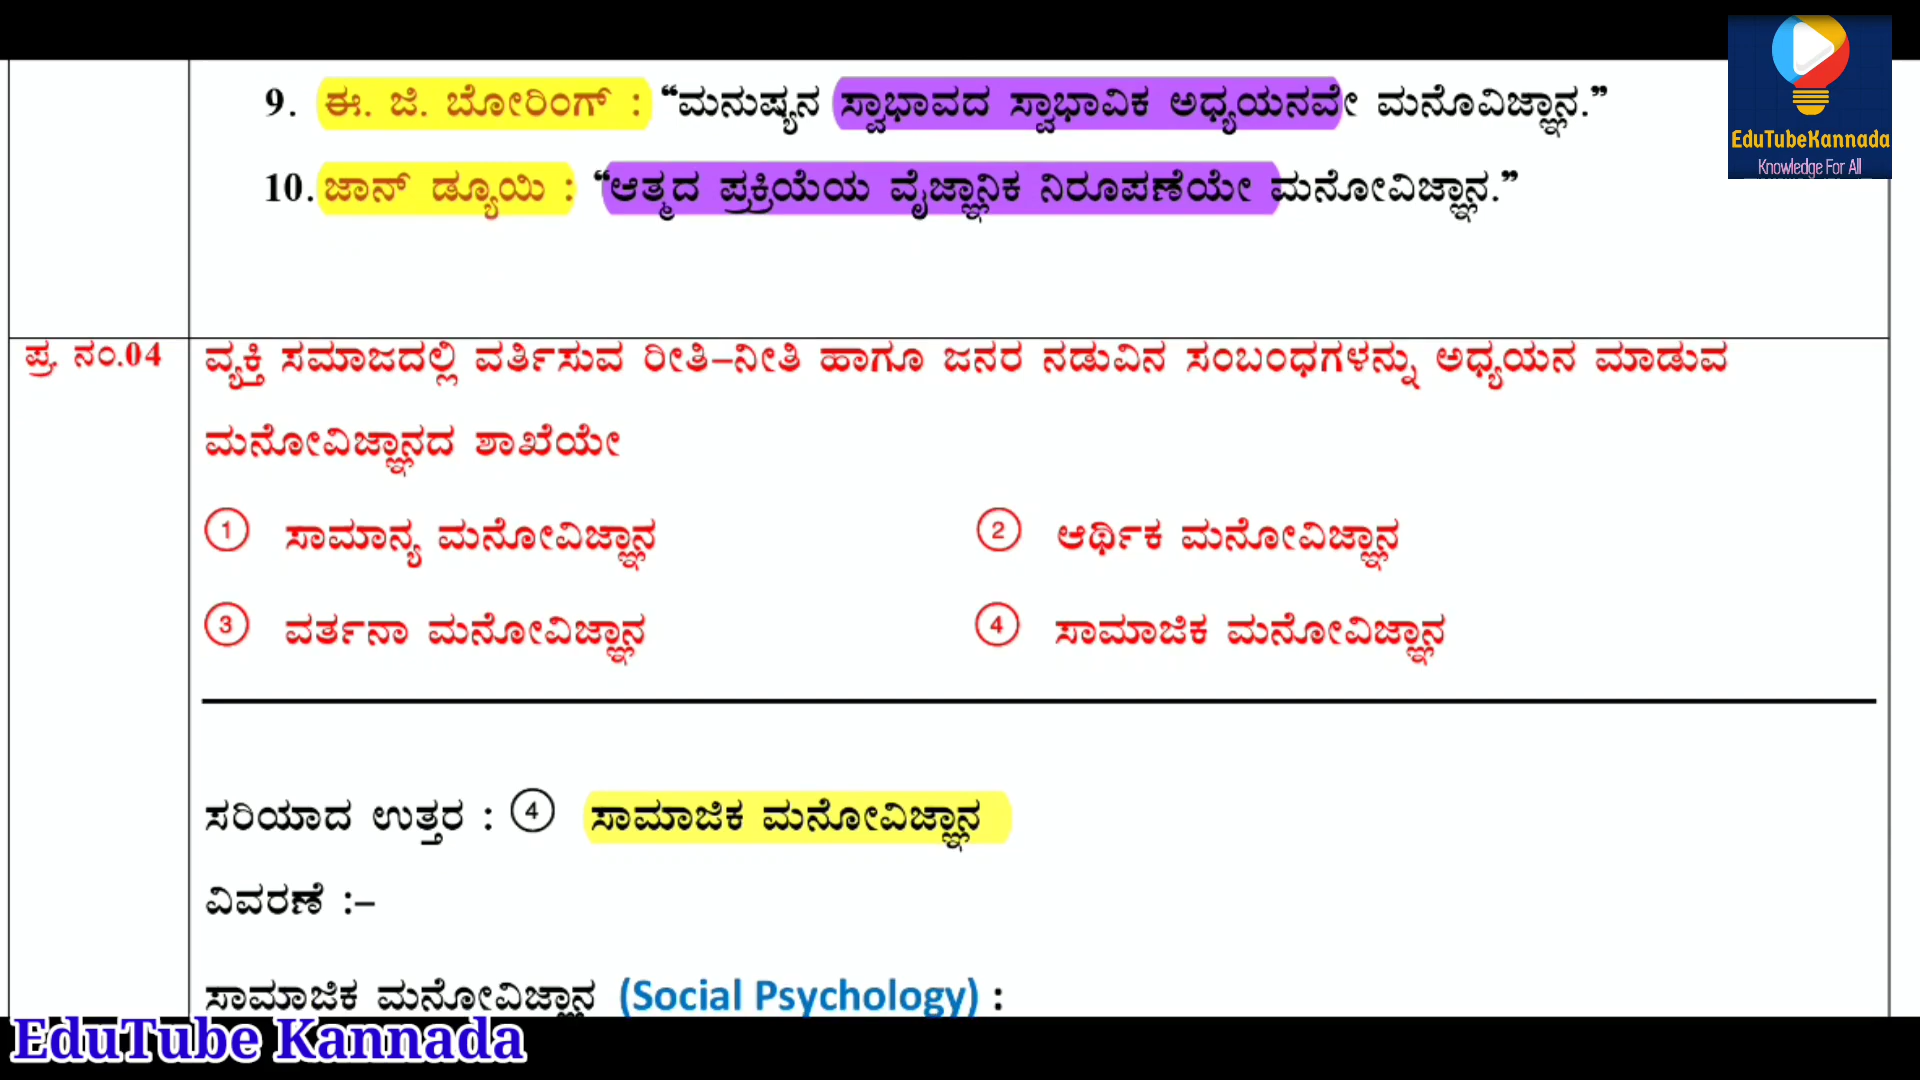 9. ಈ. ಜಿ. ಬೋರಿಂಗ್ : “ಮನುಷ್ಯನ ಸ್ವಾಭಾವದ ಸ್ವಾಭಾವಿಕ ಅಧ್ಯಯನವೇ ಮನೊವಿಜ್ಞಾನ.”
EduTubeKannada
Knowledge For All
10. ಜಾನ್ ಡ್ಯೂಯಿ : “ಆತ್ಮದ ಪ್ರಕ್ರಿಯೆಯ ವೈಜ್ಞಾನಿಕ ನಿರೂಪಣೆಯೇ ಮನೋವಿಜ್ಞಾನ.”
ಪ್ರ. ನಂ.04 ವ್ಯಕ್ತಿ ಸಮಾಜದಲ್ಲಿ ವರ್ತಿಸುವ ರೀತಿ–ನೀತಿ ಹಾಗೂ ಜನರ ನಡುವಿನ ಸಂಬಂಧಗಳನ್ನು ಅಧ್ಯಯನ ಮಾಡುವ
ಮನೋವಿಜ್ಞಾನದ ಶಾಖೆಯೇ
① ಸಾಮಾನ್ಯ ಮನೋವಿಜ್ಞಾನ ② ಆರ್ಥಿಕ ಮನೋವಿಜ್ಞಾನ
③ ವರ್ತನಾ ಮನೋವಿಜ್ಞಾನ ④ ಸಾಮಾಜಿಕ ಮನೋವಿಜ್ಞಾನ
ಸರಿಯಾದ ಉತ್ತರ : ④ ಸಾಮಾಜಿಕ ಮನೋವಿಜ್ಞಾನ
ವಿವರಣೆ :–
ಸಾಮಾಜಿಕ ಮನೋವಿಜ್ಞಾನ (Social Psychology) :
EduTube Kannada